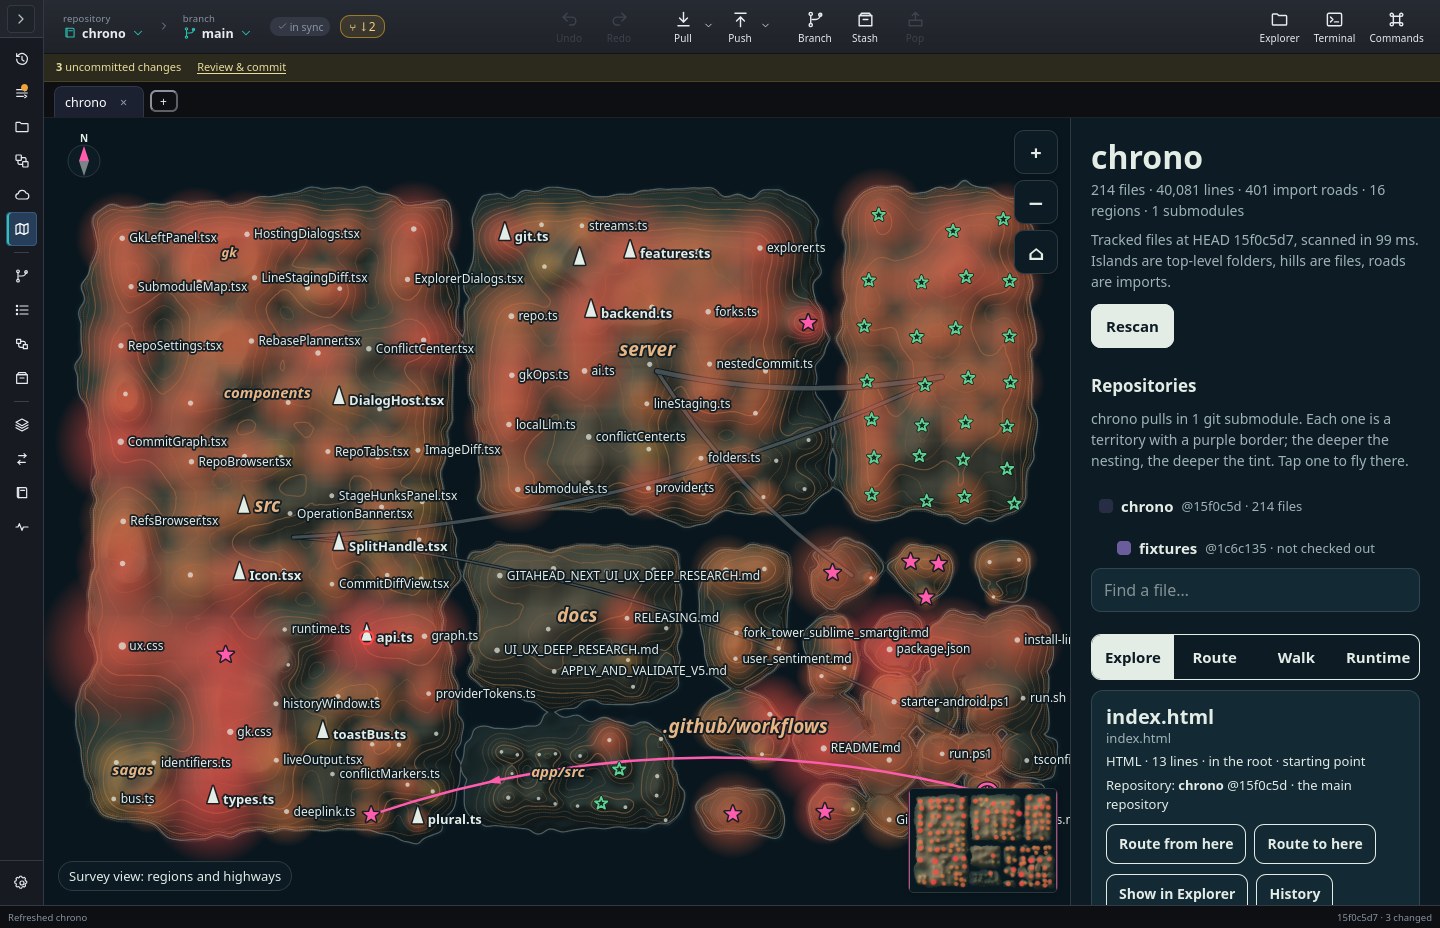 repository
chrono
branch
main
in sync
↓2
Undo
Redo
Pull
Push
Branch
Stash
Pop
Explorer
Terminal
Commands
3 uncommitted changes
Review & commit
chrono
×
+
N
+
−
GkLeftPanel.tsx
HostingDialogs.tsx
gk
SubmoduleMap.tsx
LineStagingDiff.tsx
ExplorerDialogs.tsx
RepoSettings.tsx
RebasePlanner.tsx
ConflictCenter.tsx
components
DialogHost.tsx
CommitGraph.tsx
RepoBrowser.tsx
RepoTabs.tsx
ImageDiff.tsx
src
StageHunksPanel.tsx
OperationBanner.tsx
RefsBrowser.tsx
SplitHandle.tsx
Icon.tsx
CommitDiffView.tsx
runtime.ts
api.ts
graph.ts
ux.css
historyWindow.ts
providerTokens.ts
gk.css
toastBus.ts
sagas
identifiers.ts
liveOutput.tsx
conflictMarkers.ts
bus.ts
types.ts
deeplink.ts
plural.ts
git.ts
streams.ts
features.ts
explorer.ts
repo.ts
backend.ts
forks.ts
server
gkOps.ts
ai.ts
nestedCommit.ts
lineStaging.ts
localLlm.ts
conflictCenter.ts
folders.ts
submodules.ts
provider.ts
GITAHEAD_NEXT_UI_UX_DEEP_RESEARCH.md
docs
RELEASING.md
UI_UX_DEEP_RESEARCH.md
APPLY_AND_VALIDATE_V5.md
fork_tower_sublime_smartgit.md
user_sentiment.md
package.json
install-li
starter-android.ps1
run.sh
.github/workflows
README.md
run.ps1
tsconfi
app/src
Gi
s.r
Survey view: regions and highways
chrono
214 files · 40,081 lines · 401 import roads · 16
regions · 1 submodules
Tracked files at HEAD 15f0c5d7, scanned in 99 ms.
Islands are top-level folders, hills are files, roads
are imports.
Rescan
Repositories
chrono pulls in 1 git submodule. Each one is a
territory with a purple border; the deeper the
nesting, the deeper the tint. Tap one to fly there.
chrono @15f0c5d · 214 files
fixtures @1c6c135 · not checked out
Find a file...
Explore
Route
Walk
Runtime
index.html
index.html
HTML · 13 lines · in the root · starting point
Repository: chrono @15f0c5d · the main
repository
Route from here
Route to here
Show in Explorer
History
Refreshed chrono
15f0c5d7 · 3 changed